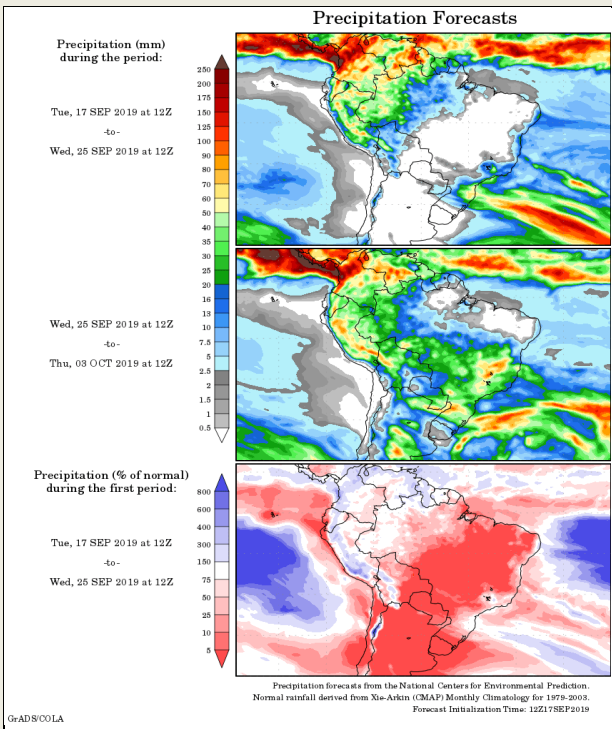 Precipitation Forecasts
Precipitation (mm)
during the period:
Tue, 17 SEP 2019 at 12Z
-to-
Wed, 25 SEP 2019 at 12Z
250
200
175
150
125
100
90
80
70
60
50
40
35
30
25
20
16
13
10
7.5
5
2.5
2
1.5
1
0.5
Wed, 25 SEP 2019 at 12Z
-to-
Thu, 03 OCT 2019 at 12Z
Precipitation (% of normal)
during the first period:
Tue, 17 SEP 2019 at 12Z
-to-
Wed, 25 SEP 2019 at 12Z
800
600
400
300
150
75
50
25
10
5
Precipitation forecasts from the National Centers for Environmental Prediction.
Normal rainfall derived from Xie-Arkin (CMAP) Monthly Climatology for 1979-2003.
Forecast Initialization Time: 12Z17SEP2019
GrADS/COLA